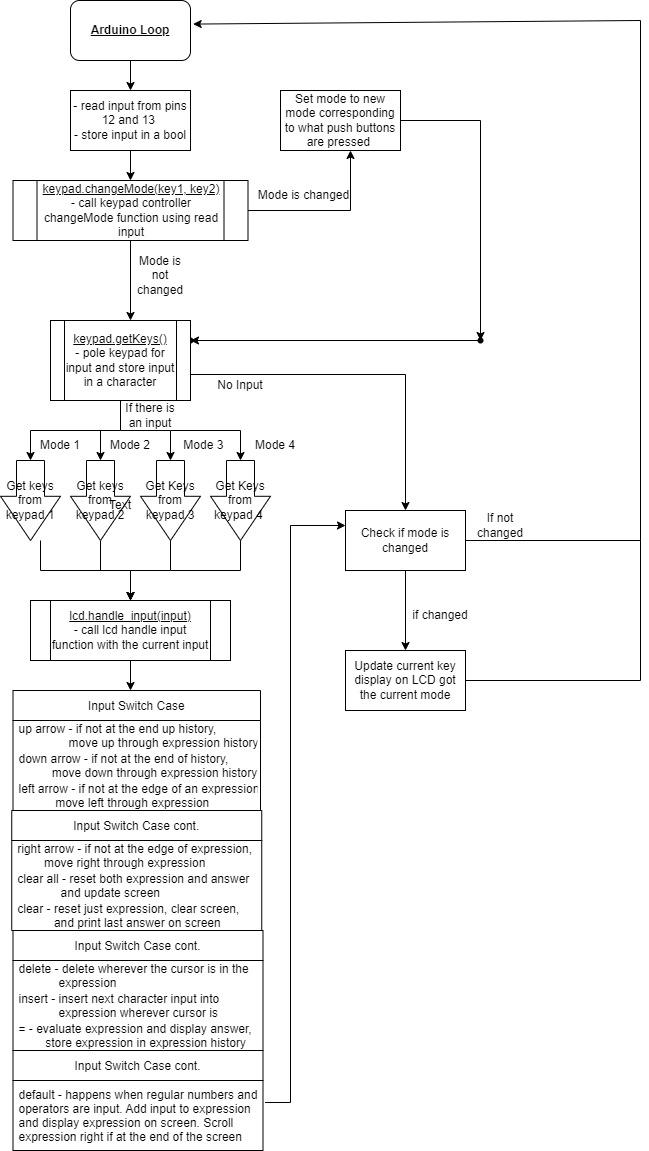 Arduino Loop
- read input from pins
12 and 13
- store input in a bool
Set mode to new
mode corresponding
to what push buttons
are pressed
keypad.changeMode(key1, key2)
- call keypad controller
changeMode function using read
input
Mode is changed
Mode is
not
changed
keypad.getKeys()
- pole keypad for
input and store input
in a character
No Input
If there is
an input
Mode 1
Mode 2
Mode 3
Mode 4
Get keys
from
keypad 1
Get keys
from
keypad 2
Text
Get Keys
from
keypad 3
Get Keys
from
keypad 4
Check if mode is
changed
If not
changed
if changed
Update current key
display on LCD got
the current mode
lcd.handle_input(input)
- call lcd handle input
function with the current input
Input Switch Case
up arrow - if not at the end up history,
move up through expression history
down arrow - if not at the end of history,
move down through expression history
left arrow - if not at the edge of an expression
move left through expression
Input Switch Case cont.
right arrow - if not at the edge of expression,
move right through expression
clear all - reset both expression and answer
and update screen
clear - reset just expression, clear screen,
and print last answer on screen
Input Switch Case cont.
delete - delete wherever the cursor is in the
expression
insert - insert next character input into
expression wherever cursor is
= - evaluate expression and display answer,
store expression in expression history
Input Switch Case cont.
default - happens when regular numbers and
operators are input. Add input to expression
and display expression on screen. Scroll
expression right if at the end of the screen